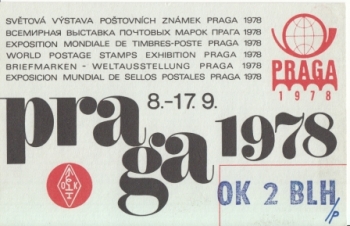 SVĚTOVÁ VÝSTAVA POŠTOVNÍCH ZNÁMEK PRAGA 1978
ВСЕМИРНАЯ ВЫСТАВКА ПОЧТОВЫХ МАРОК ПРАГА 1978
EXPOSITION MONDIALE DE TIMBRES-POSTE PRAGA 1978
WORLD POSTAGE STAMPS EXHIBITION PRAGA 1978
BRIEFMARKEN - WELTAUSSTELLUNG PRAGA 1978
EXPOSICION MUNDIAL DE SELLOS POSTALES PRAGA 1978
PRAGA
1978
8.-17.9.
praga 1978
OK 2 BLH/P